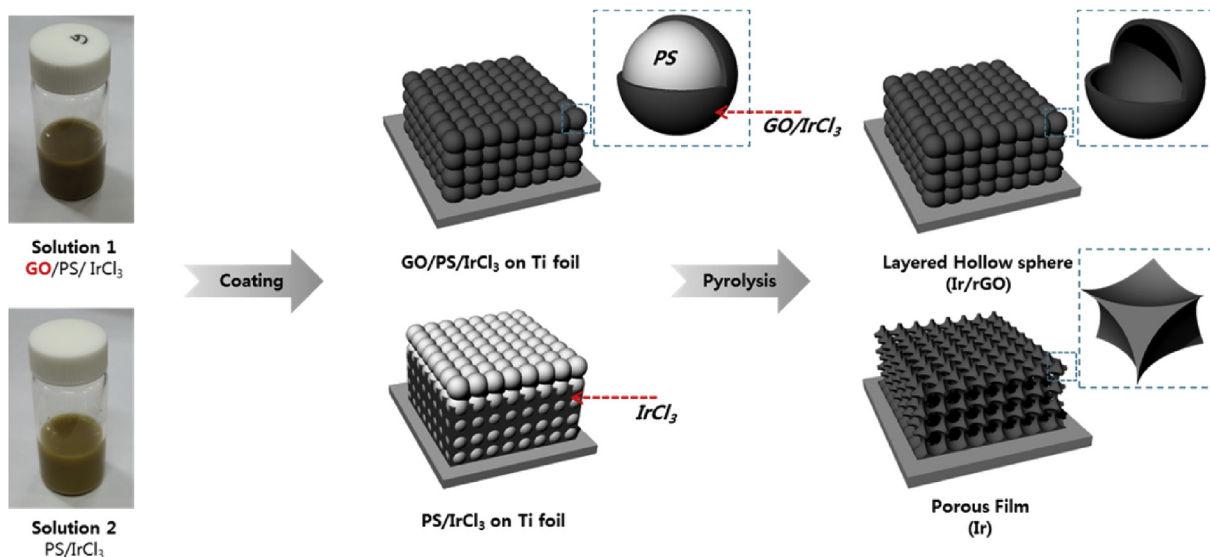 PS
GO/IrCl₃
Solution 1
GO/PS/ IrCl₃
Coating
GO/PS/IrCl₃ on Ti foil
Pyrolysis
Layered Hollow sphere
(Ir/rGO)
IrCl₃
Solution 2
PS/IrCl₃
PS/IrCl₃ on Ti foil
Porous Film
(Ir)